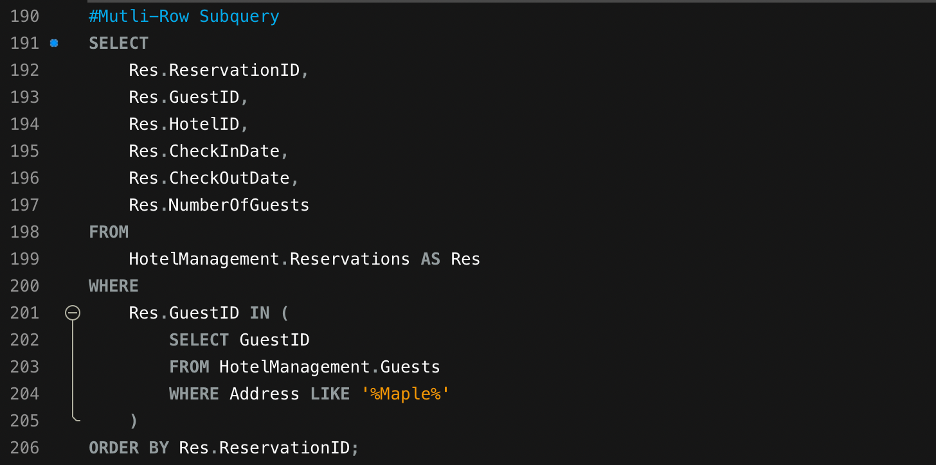 190 #Mutli-Row Subquery
191 SELECT
192 Res.ReservationID,
193 Res.GuestID,
194 Res.HotelID,
195 Res.CheckInDate,
196 Res.CheckOutDate,
197 Res.NumberOfGuests
198 FROM
199 HotelManagement.Reservations AS Res
200 WHERE
201 Res.GuestID IN (
202 SELECT GuestID
203 FROM HotelManagement.Guests
204 WHERE Address LIKE '%Maple%'
205 )
206 ORDER BY Res.ReservationID;